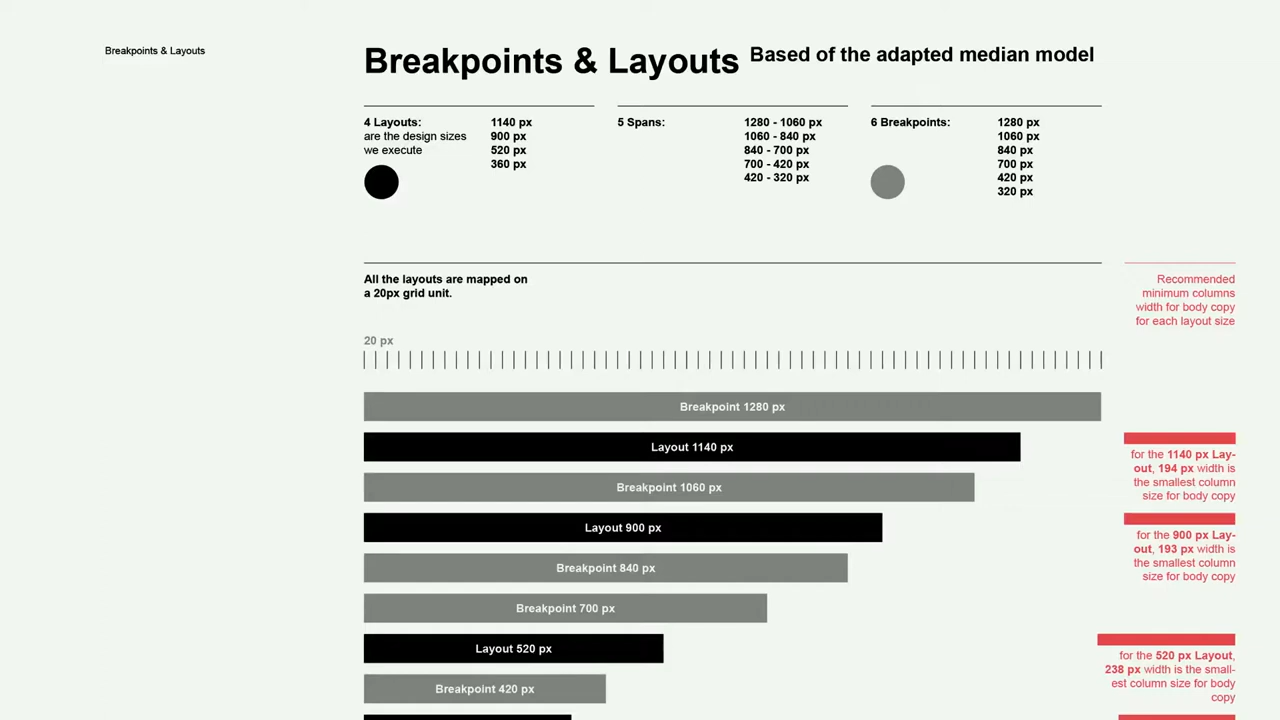 Breakpoints & Layouts
Breakpoints & Layouts Based of the adapted median model
4 Layouts:
are the design sizes
we execute
1140 px
900 px
520 px
360 px
5 Spans:
1280 - 1060 px
1060 - 840 px
840 - 700 px
700 - 420 px
420 - 320 px
6 Breakpoints:
1280 px
1060 px
840 px
700 px
420 px
320 px
All the layouts are mapped on
a 20px grid unit.
Recommended
minimum columns
width for body copy
for each layout size
20 px
Breakpoint 1280 px
Layout 1140 px
for the 1140 px Lay-
out, 194 px width is
the smallest column
size for body copy
Breakpoint 1060 px
Layout 900 px
for the 900 px Lay-
out, 193 px width is
the smallest column
size for body copy
Breakpoint 840 px
Breakpoint 700 px
Layout 520 px
for the 520 px Layout,
238 px width is the small-
est column size for body
copy
Breakpoint 420 px